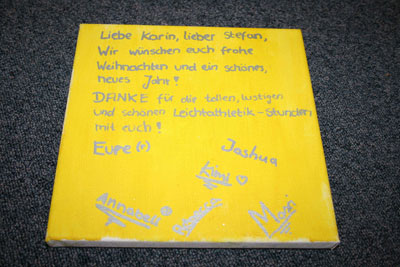 Liebe Karin, lieber Stefan,
Wir wünschen euch frohe
Weihnachten und ein schönes,
neues Jahr!
DANKE für die tollen, lustigen
und schönen Leichtathletik-Stunden
mit euch!
Eure (r)
Joshua
Kimi ♡
Annabell